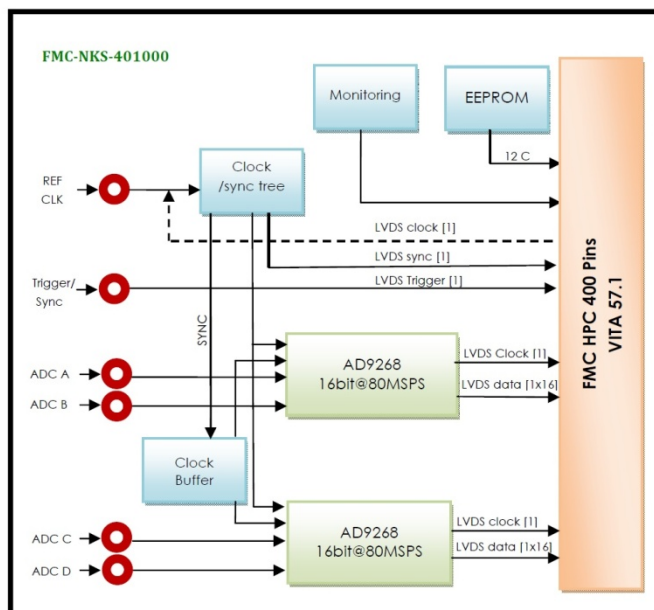 FMC-NKS-401000
Monitoring
EEPROM
12 C
REF
CLK
Clock
/sync tree
LVDS clock [1]
LVDS sync [1]
Trigger/
Sync
LVDS Trigger [1]
SYNC
ADC A
ADC B
AD9268
16bit@80MSPS
LVDS Clock [1]
LVDS data [1x16]
Clock
Buffer
ADC C
ADC D
AD9268
16bit@80MSPS
LVDS clock [1]
LVDS data [1x16]
FMC HPC 400 Pins
VITA 57.1